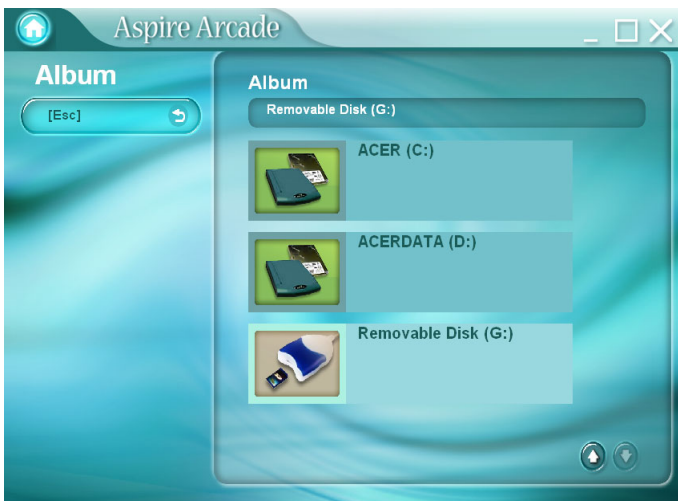 Aspire Arcade
Album
[Esc]
Album
Removable Disk (G:)
ACER (C:)
ACERDATA (D:)
Removable Disk (G:)